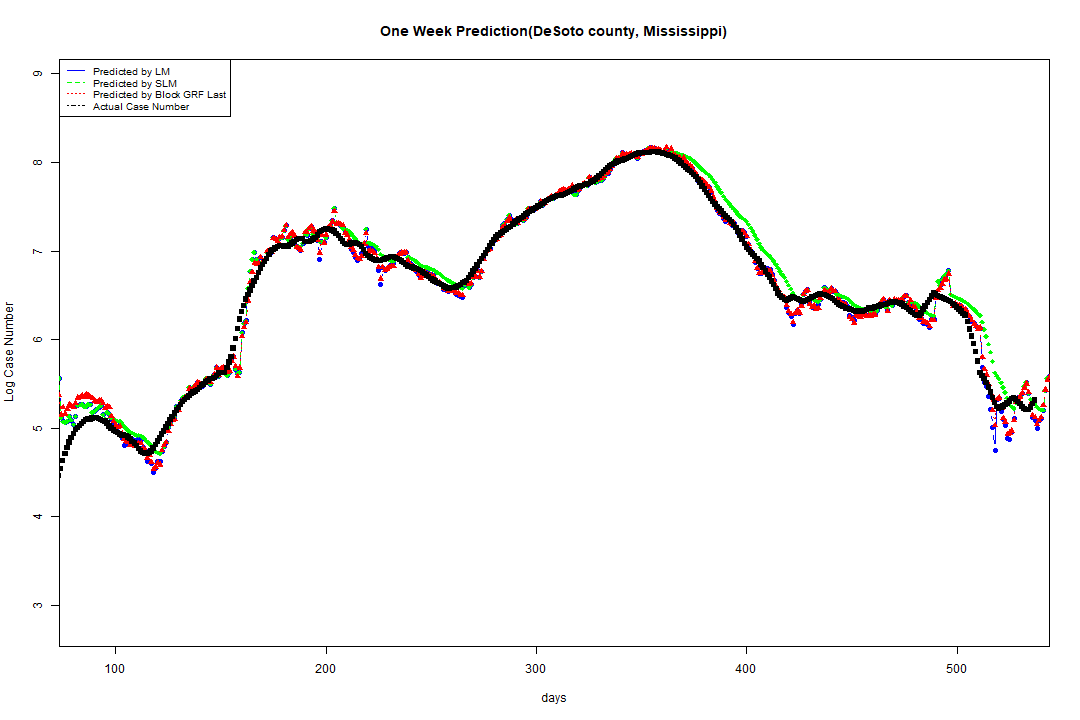 One Week Prediction(DeSoto county, Mississippi)
Predicted by LM
Predicted by SLM
Predicted by Block GRF Last
Actual Case Number
9
8
7
6
5
4
3
Log Case Number
100 200 300 400 500
days